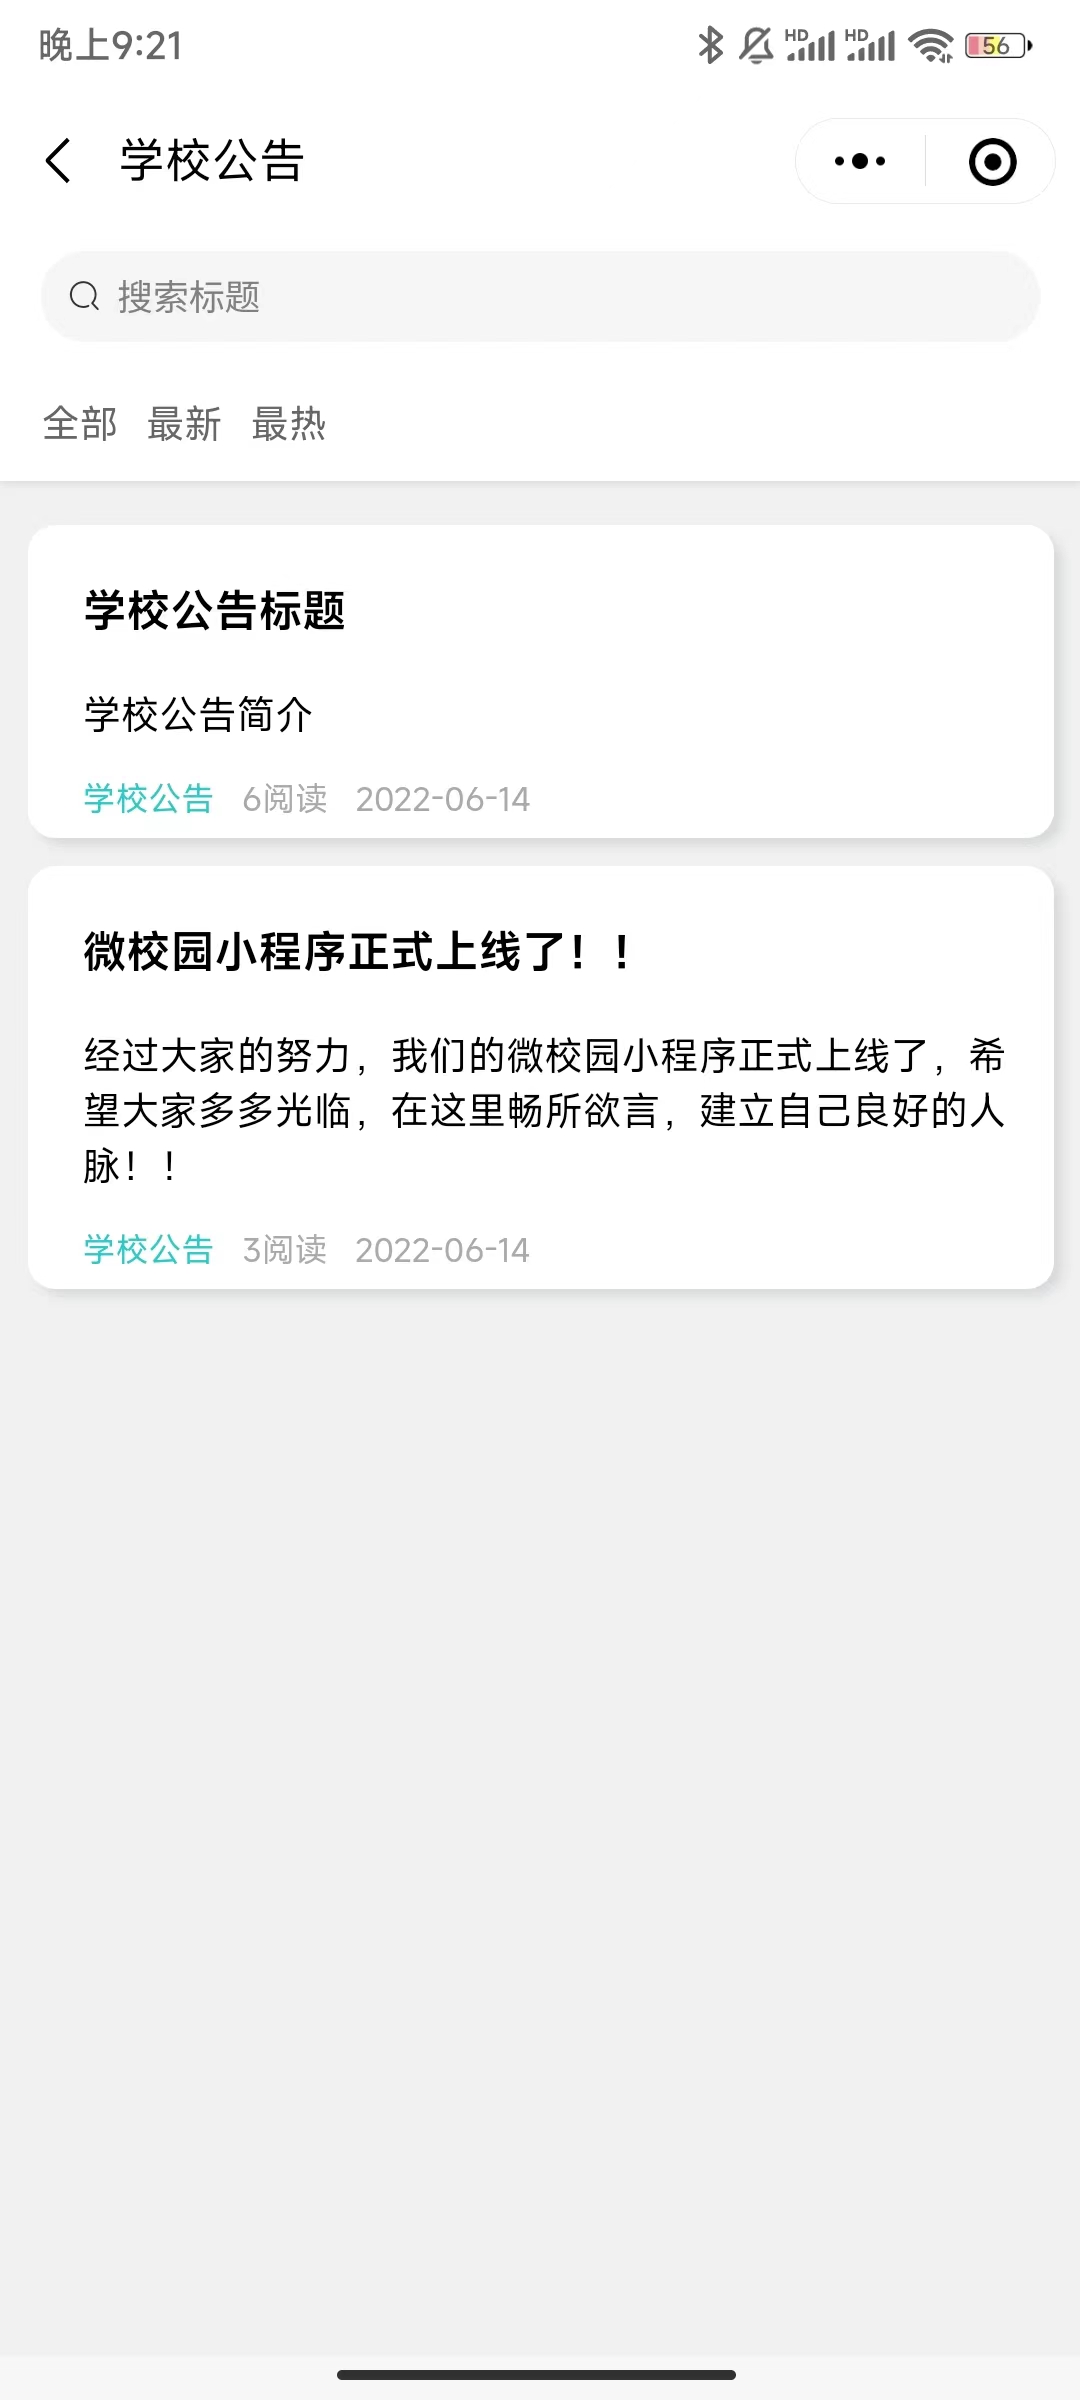 晚上9:21
HD HD 56
学校公告
搜索标题
全部 最新 最热
学校公告标题
学校公告简介
学校公告 6阅读 2022-06-14
微校园小程序正式上线了！！
经过大家的努力，我们的微校园小程序正式上线了，希
望大家多多光临，在这里畅所欲言，建立自己良好的人
脉！！
学校公告 3阅读 2022-06-14